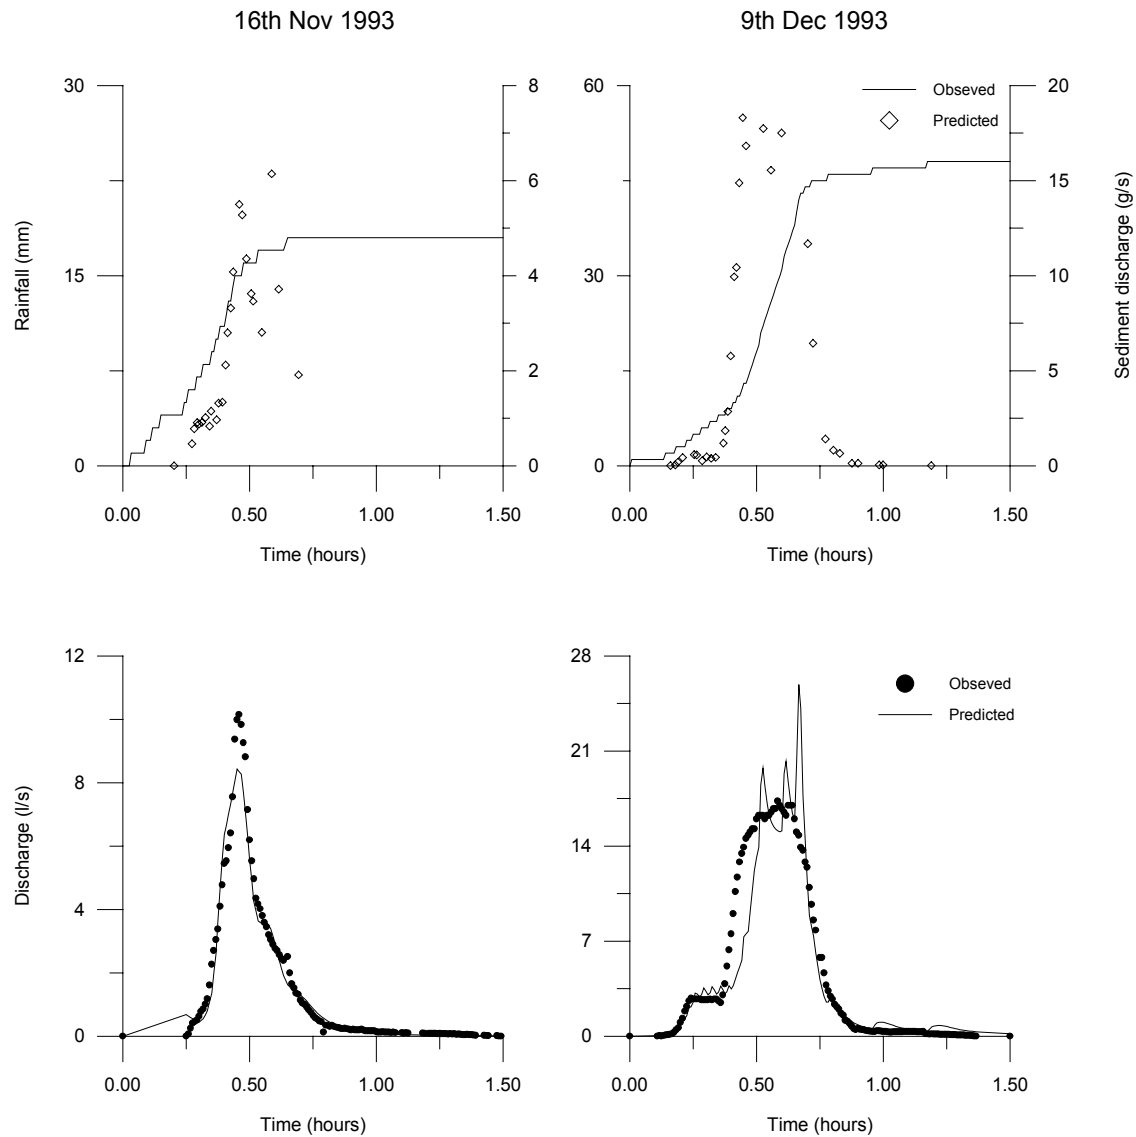 16th Nov 1993
9th Dec 1993
30
15
0
Rainfall (mm)
8
6
4
2
0
0.00 0.50 1.00 1.50
Time (hours)
60
45
30
15
0
Obseved
Predicted
20
15
10
5
0
Sediment discharge (g/s)
0.00 0.50 1.00 1.50
Time (hours)
12
8
4
0
Discharge (l/s)
0.00 0.50 1.00 1.50
Time (hours)
28
21
14
7
0
Obseved
Predicted
0.00 0.50 1.00 1.50
Time (hours)